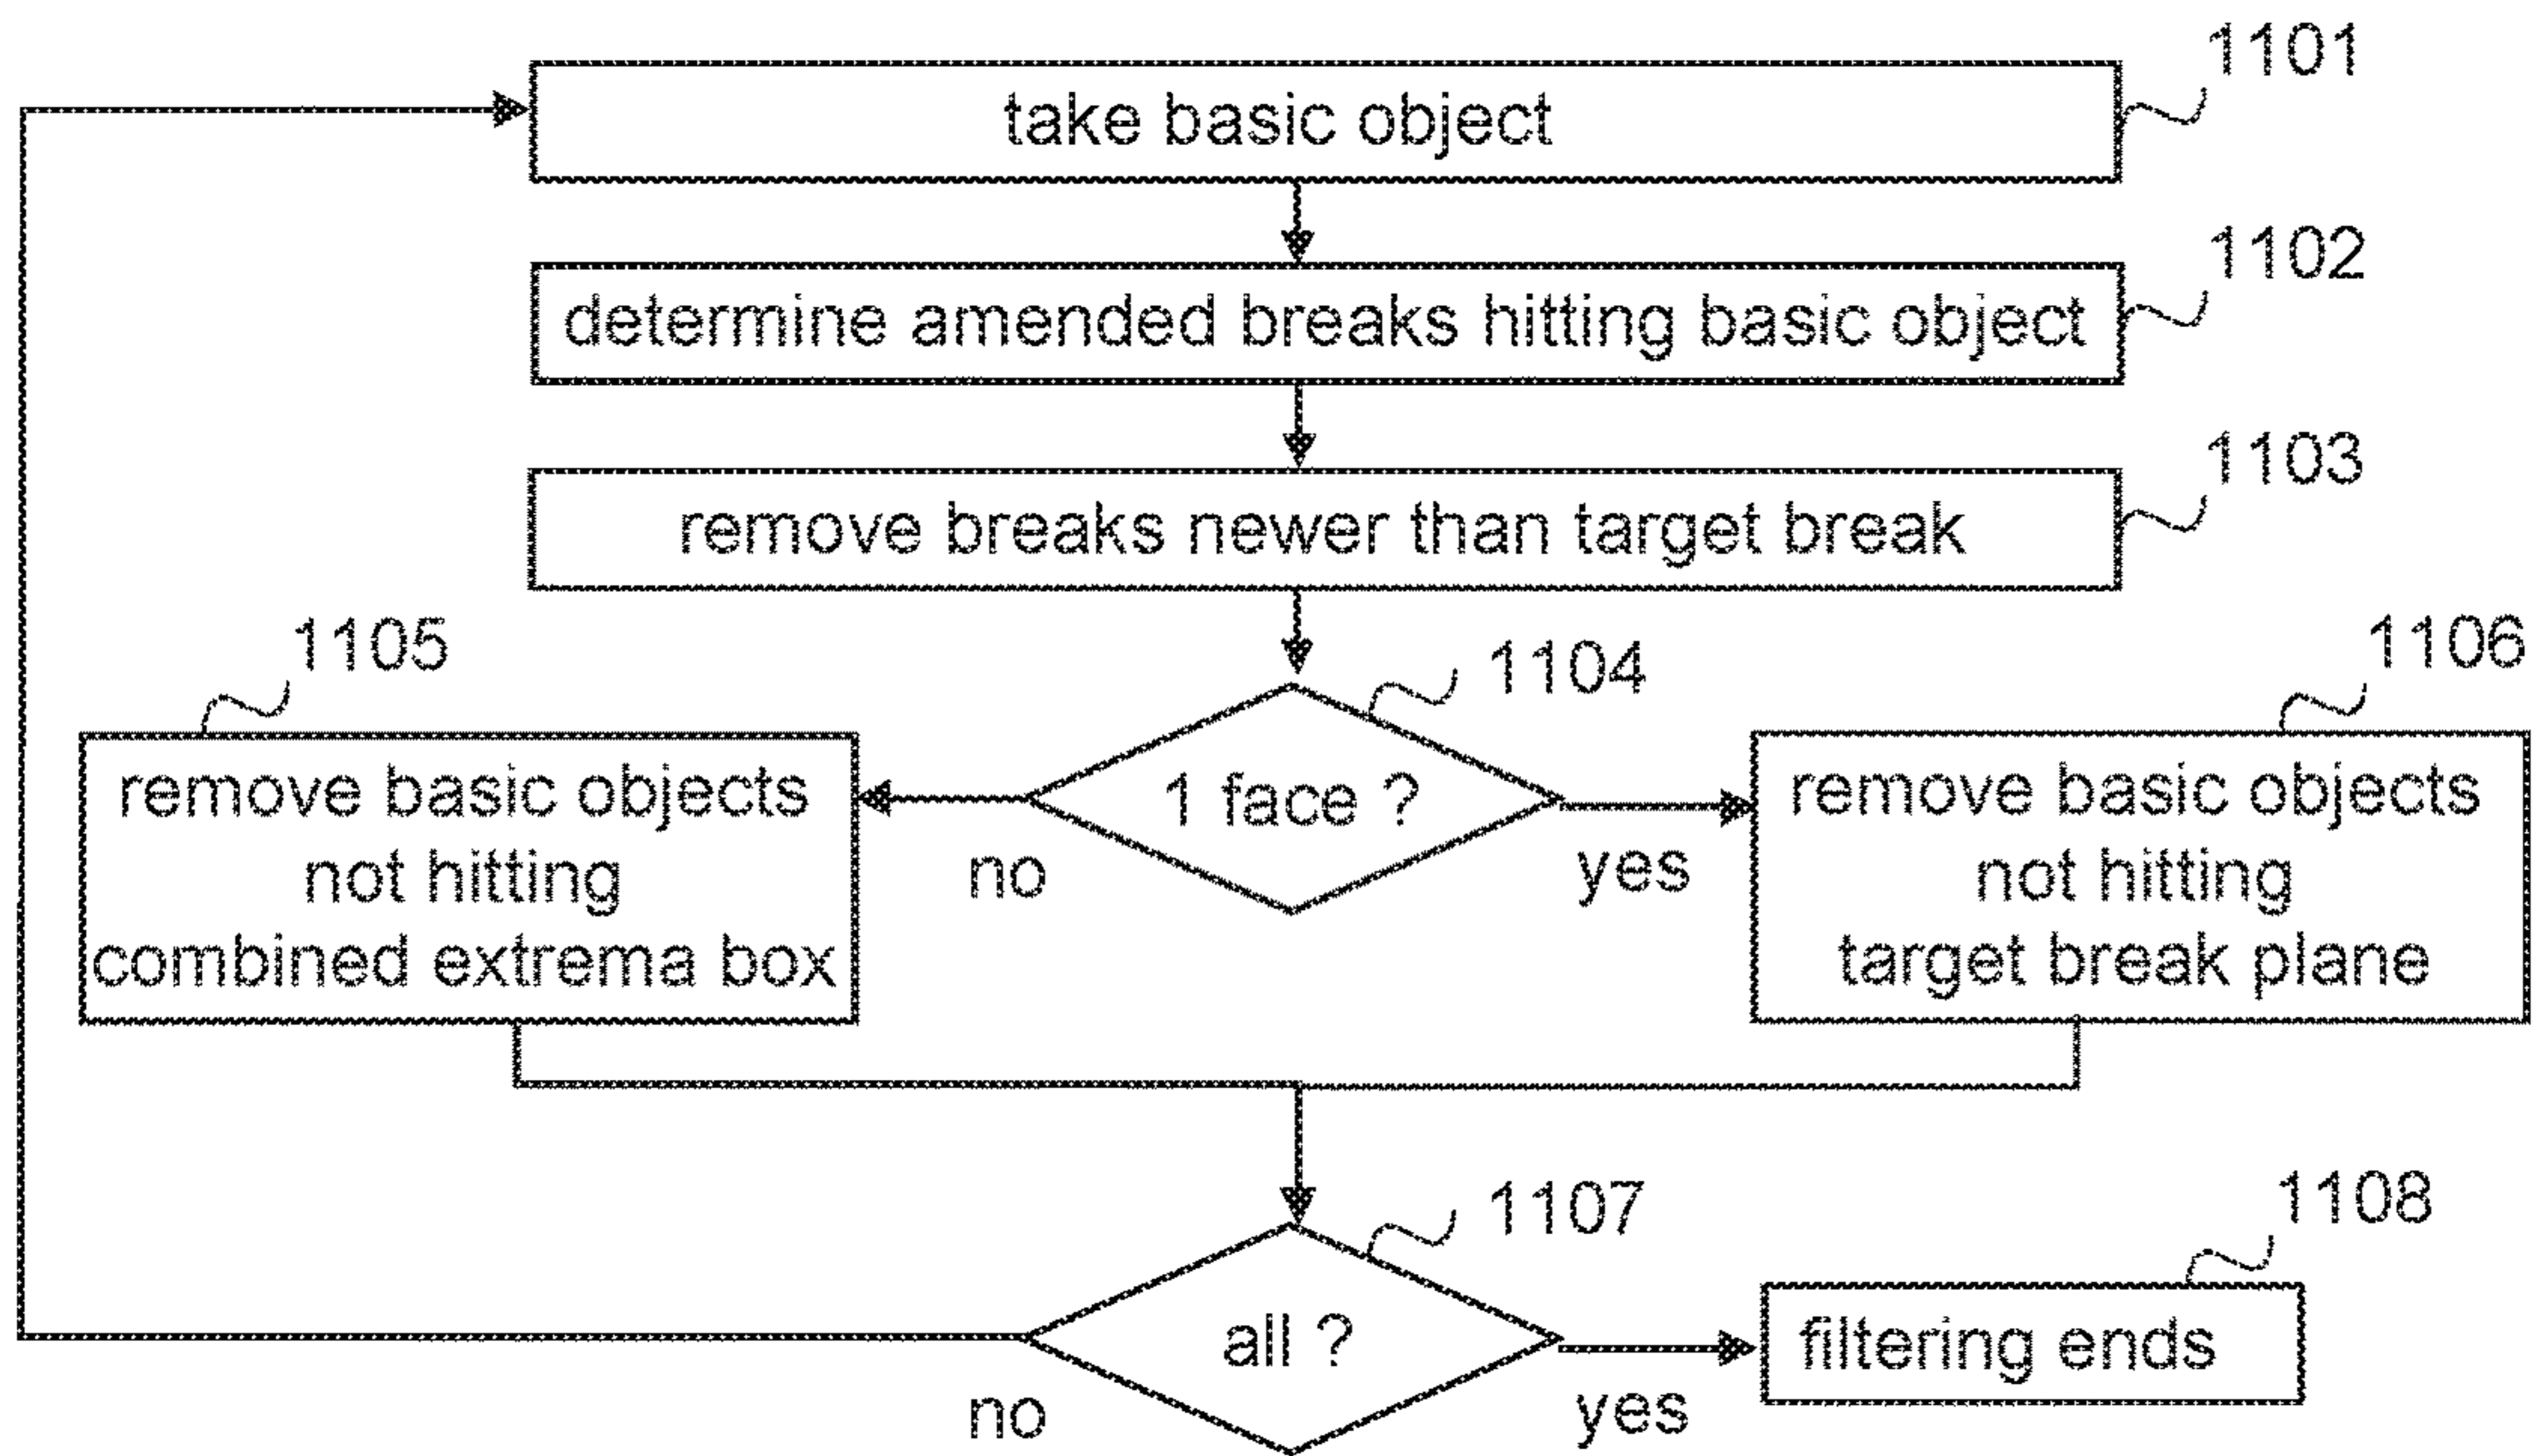 1101
take basic object
1102
determine amended breaks hitting basic object
1103
remove breaks newer than target break
1104
1 face ?
no
yes
1105
remove basic objects
not hitting
combined extrema box
1106
remove basic objects
not hitting
target break plane
1107
all ?
no
yes
1108
filtering ends